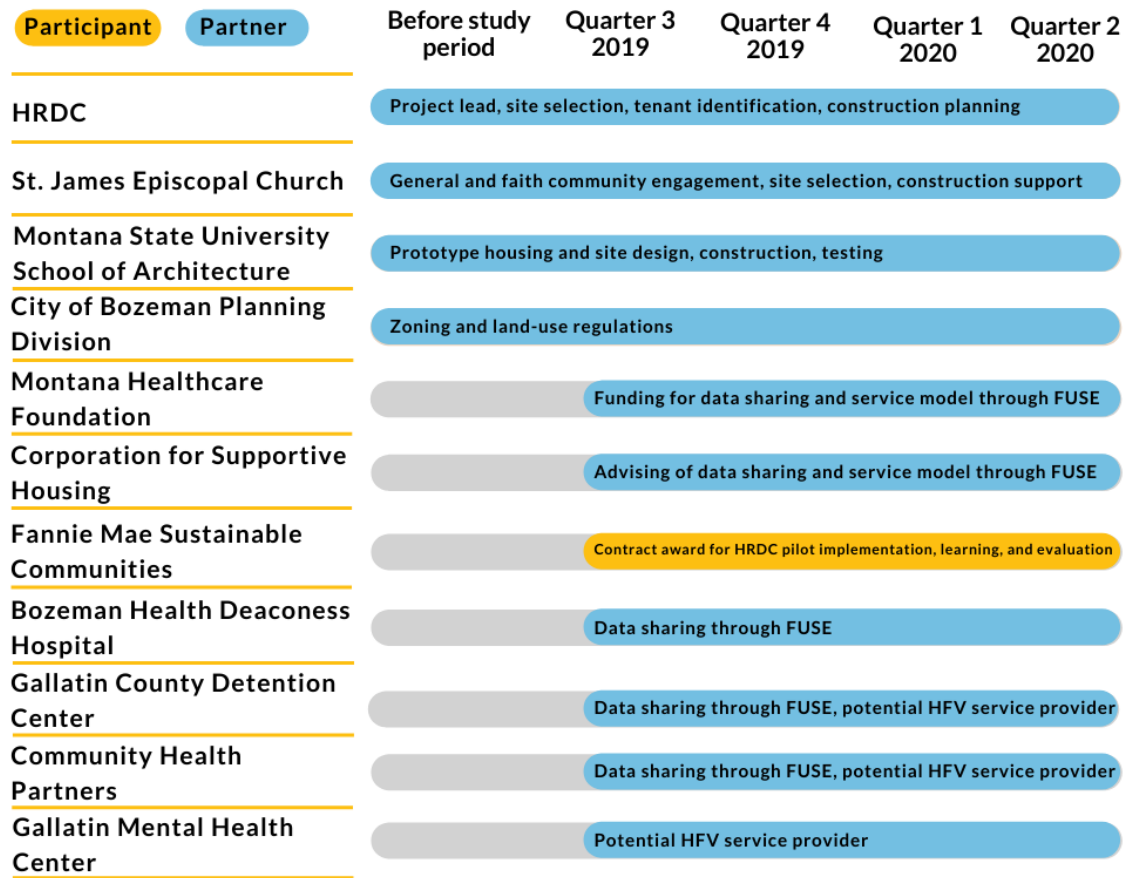 Participant
Partner
Before study
period
Quarter 3
2019
Quarter 4
2019
Quarter 1
2020
Quarter 2
2020
HRDC
Project lead, site selection, tenant identification, construction planning
St. James Episcopal Church
General and faith community engagement, site selection, construction support
Montana State University
School of Architecture
Prototype housing and site design, construction, testing
City of Bozeman Planning
Division
Zoning and land-use regulations
Montana Healthcare
Foundation
Funding for data sharing and service model through FUSE
Corporation for Supportive
Housing
Advising of data sharing and service model through FUSE
Fannie Mae Sustainable
Communities
Contract award for HRDC pilot implementation, learning, and evaluation
Bozeman Health Deaconess
Hospital
Data sharing through FUSE
Gallatin County Detention
Center
Data sharing through FUSE, potential HFV service provider
Community Health
Partners
Data sharing through FUSE, potential HFV service provider
Gallatin Mental Health
Center
Potential HFV service provider